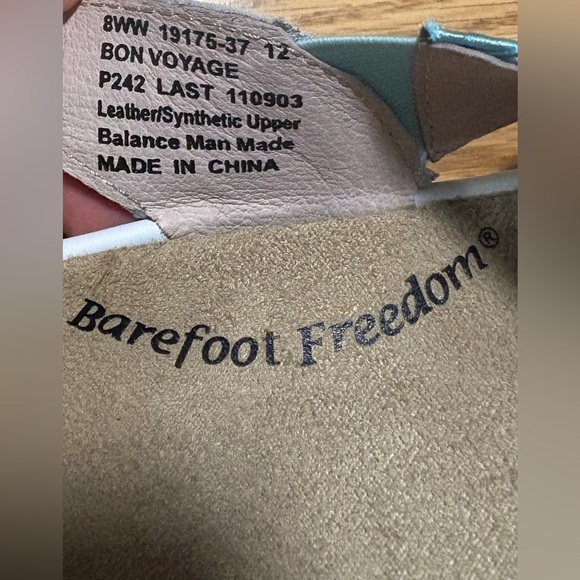 8WW 19175-37 12
BON VOYAGE
P242 LAST 110903
Leather/Synthetic Upper
Balance Man Made
MADE IN CHINA
Barefoot Freedom®